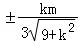 ± km / 3√(9+k²)